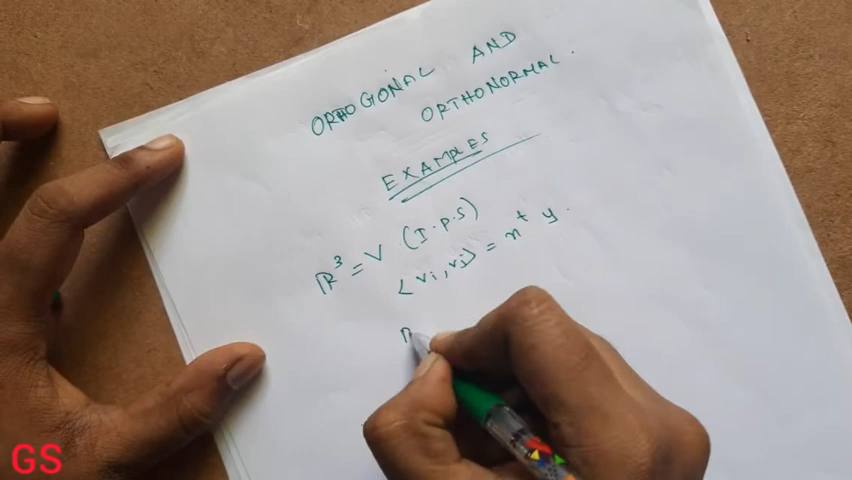 ORTHOGONAL AND
ORTHONORMAL.
EXAMPLES
ℝ³ = V (I.P.S)
⟨vi, vj⟩ = x^t y.
GS